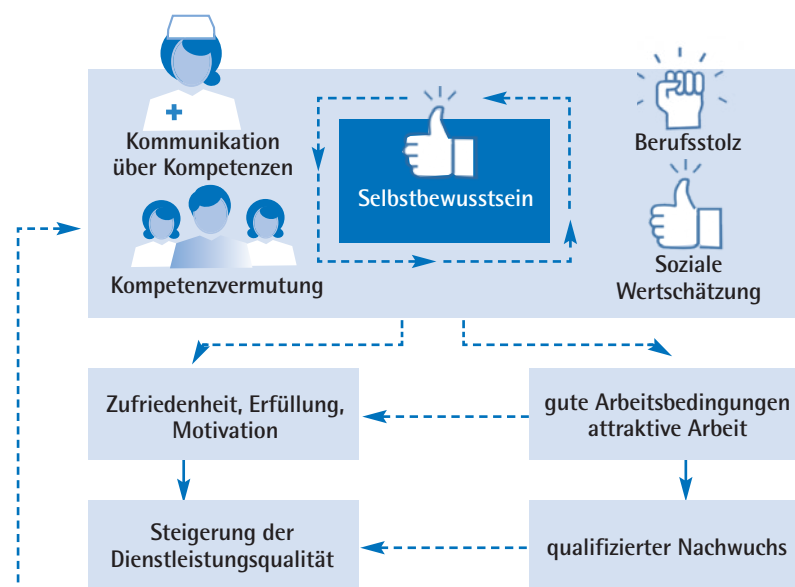 Kommunikation
über Kompetenzen
Kompetenzvermutung
Selbstbewusstsein
Berufsstolz
Soziale
Wertschätzung
Zufriedenheit, Erfüllung,
Motivation
gute Arbeitsbedingungen
attraktive Arbeit
Steigerung der
Dienstleistungsqualität
qualifizierter Nachwuchs